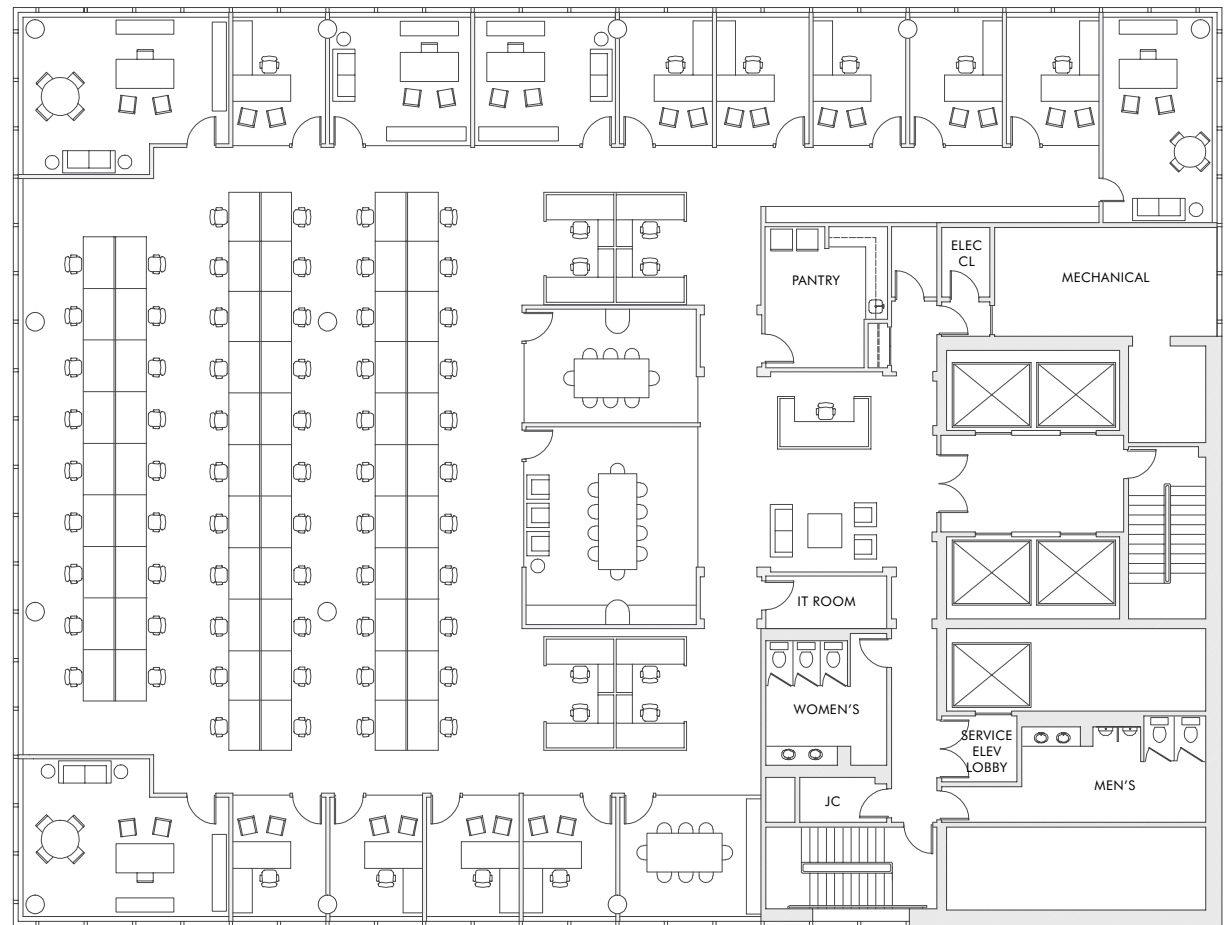 ELEC
CL
PANTRY
MECHANICAL
IT ROOM
WOMEN'S
SERVICE
ELEV
LOBBY
MEN'S
JC